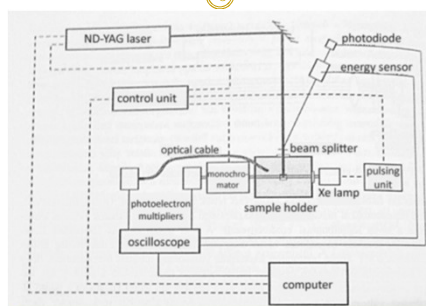 ND-YAG laser
photodiode
energy sensor
control unit
optical cable
beam splitter
monochro-
mator
pulsing
unit
Xe lamp
photoelectron
multipliers
sample holder
oscilloscope
computer